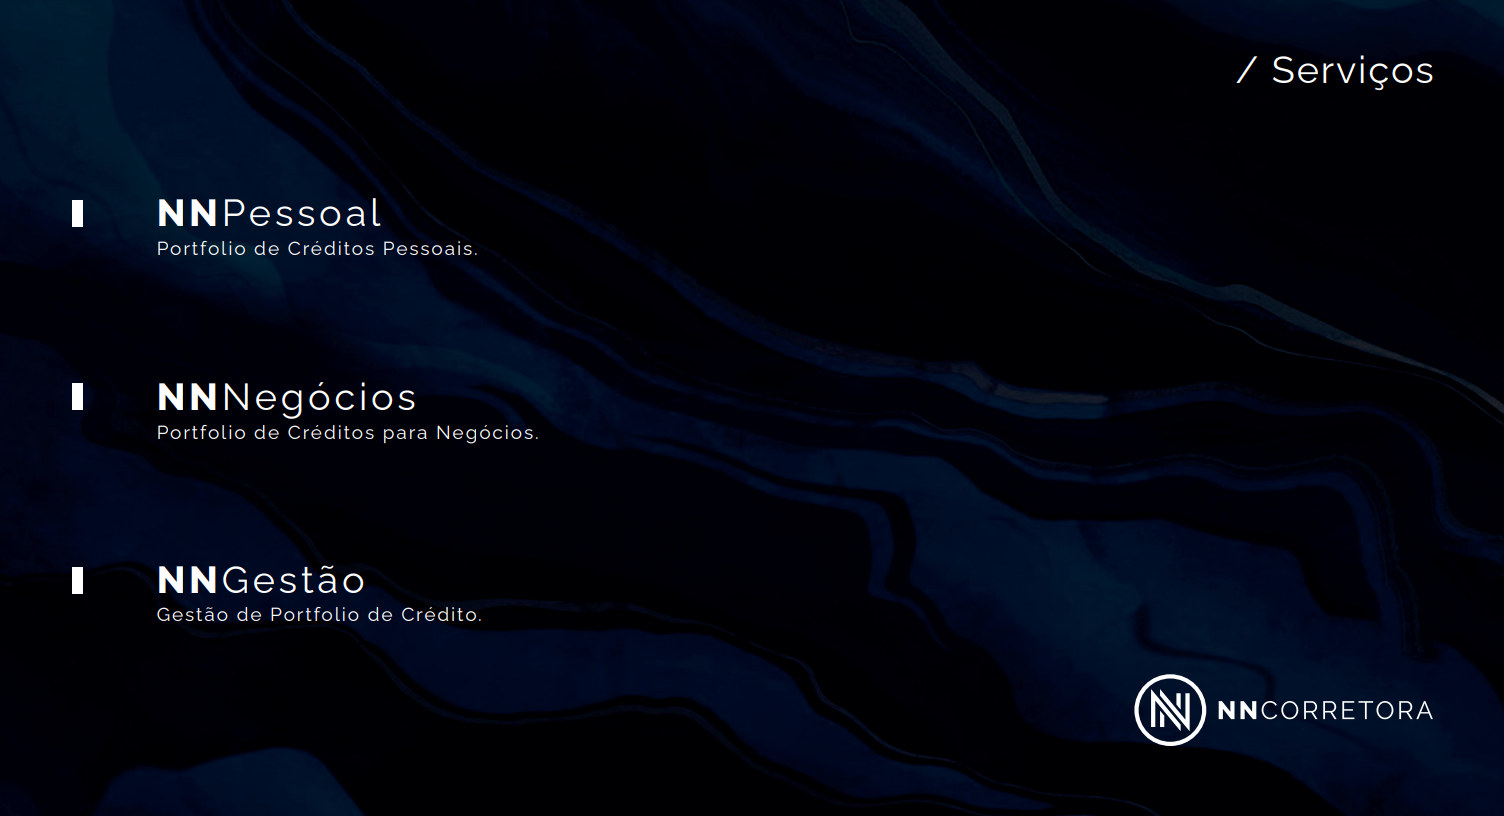 / Serviços
NNPessoal
Portfolio de Créditos Pessoais.
NNNegócios
Portfolio de Créditos para Negócios.
NNGestão
Gestão de Portfolio de Crédito.
NNCORRETORA